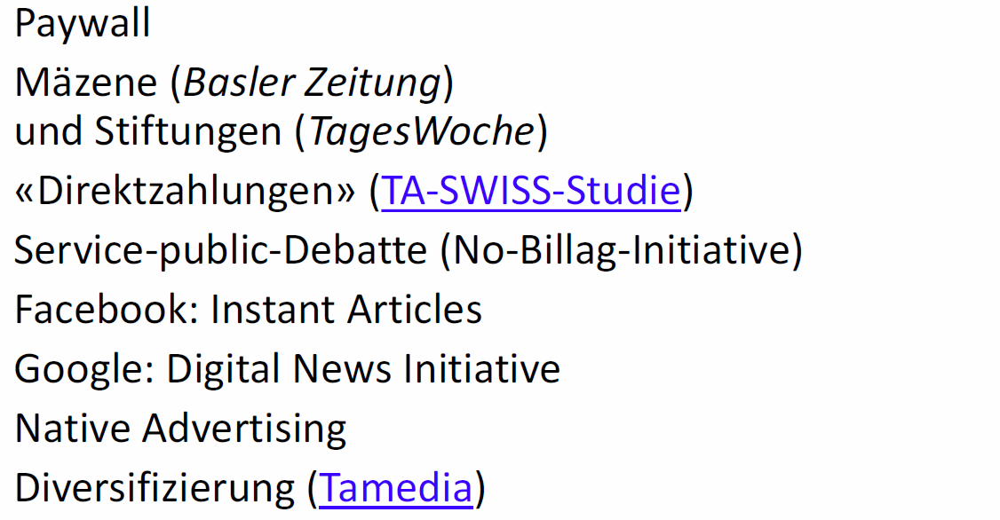 Paywall
Mäzene (Basler Zeitung)
und Stiftungen (TagesWoche)
«Direktzahlungen» (TA-SWISS-Studie)
Service-public-Debatte (No-Billag-Initiative)
Facebook: Instant Articles
Google: Digital News Initiative
Native Advertising
Diversifizierung (Tamedia)